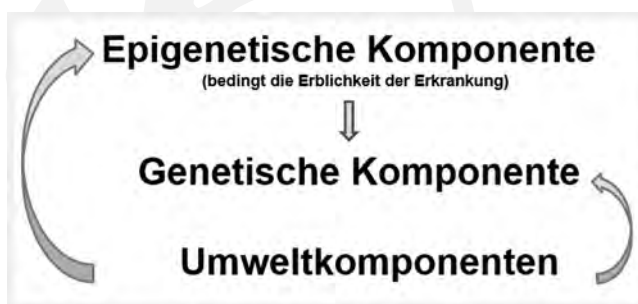 Epigenetische Komponente
(bedingt die Erblichkeit der Erkrankung)
Genetische Komponente
Umweltkomponenten